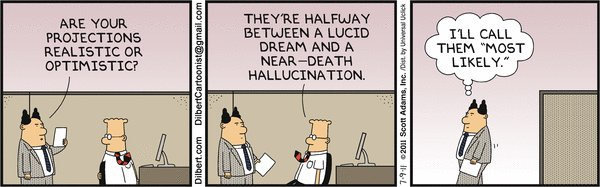 ARE YOUR
PROJECTIONS
REALISTIC OR
OPTIMISTIC?
Dilbert.com DilbertCartoonist@gmail.com
THEY'RE HALFWAY
BETWEEN A LUCID
DREAM AND A
NEAR-DEATH
HALLUCINATION.
7-9-11 ©2011 Scott Adams, Inc. /Dist. by Universal Uclick
I'LL CALL
THEM "MOST
LIKELY."